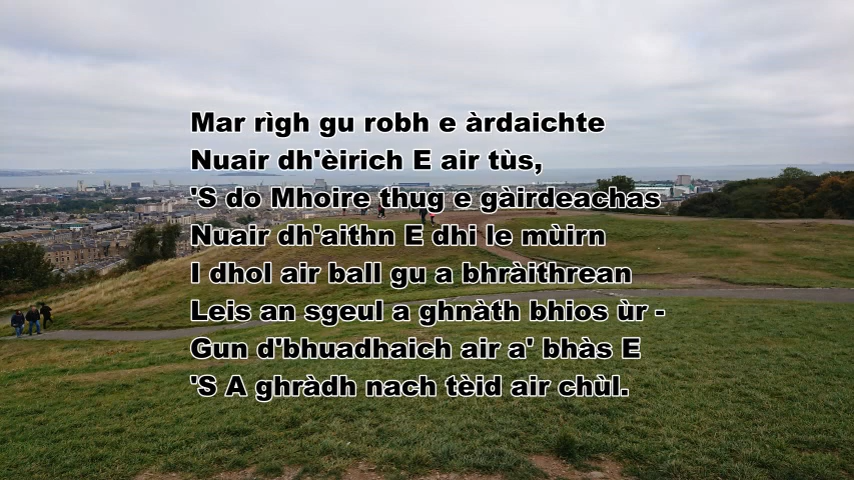 Mar rìgh gu robh e àrdaichte
Nuair dh'èirich E air tùs,
'S do Mhoire thug e gàirdeachas
Nuair dh'aithn E dhi le mùirn
I dhol air ball gu a bhràithrean
Leis an sgeul a ghnàth bhios ùr -
Gun d'bhuadhaich air a' bhàs E
'S A ghràdh nach tèid air chùl.